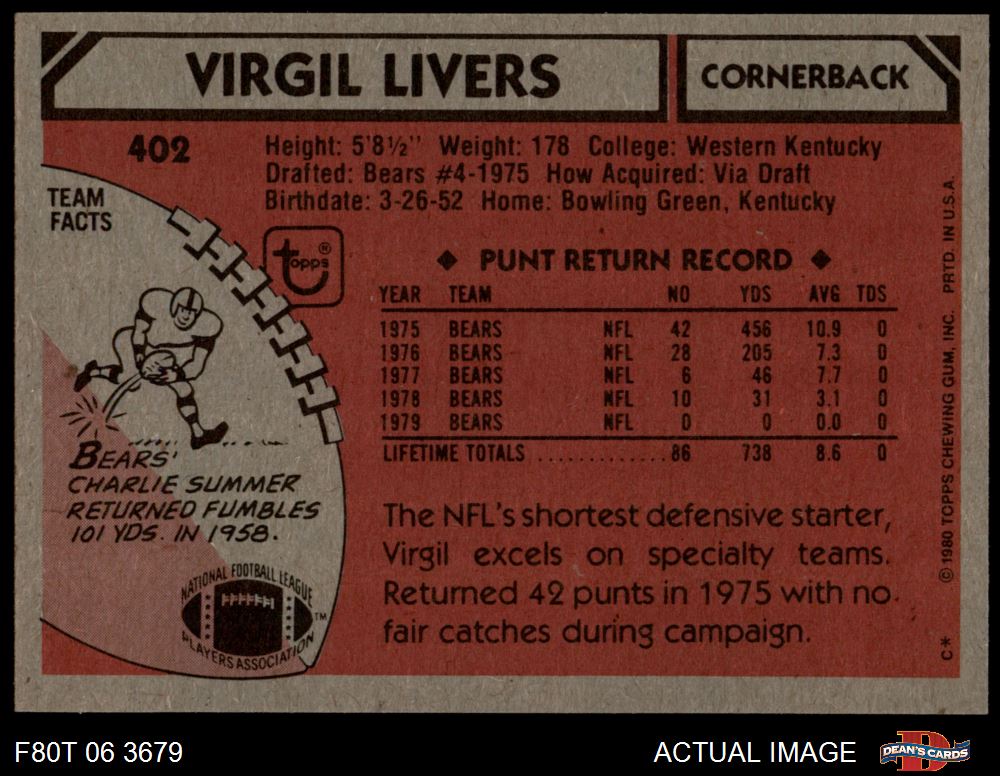 VIRGIL LIVERS
CORNERBACK
402
Height: 5'8½" Weight: 178 College: Western Kentucky
Drafted: Bears #4-1975 How Acquired: Via Draft
Birthdate: 3-26-52 Home: Bowling Green, Kentucky
TEAM
FACTS
topps®
◆ PUNT RETURN RECORD ◆
YEAR TEAM NO YDS AVG TDS
1975 BEARS NFL 42 456 10.9 0
1976 BEARS NFL 28 205 7.3 0
1977 BEARS NFL 6 46 7.7 0
1978 BEARS NFL 10 31 3.1 0
1979 BEARS NFL 0 0 0.0 0
LIFETIME TOTALS ............. 86 738 8.6 0
BEARS'
CHARLIE SUMMER
RETURNED FUMBLES
101 YDS. IN 1958.
NATIONAL FOOTBALL LEAGUE
PLAYERS ASSOCIATION
TM
The NFL's shortest defensive starter,
Virgil excels on specialty teams.
Returned 42 punts in 1975 with no
fair catches during campaign.
C* © 1980 TOPPS CHEWING GUM, INC. PRTD. IN U.S.A.
F80T 06 3679
ACTUAL IMAGE
D
DEAN'S CARDS